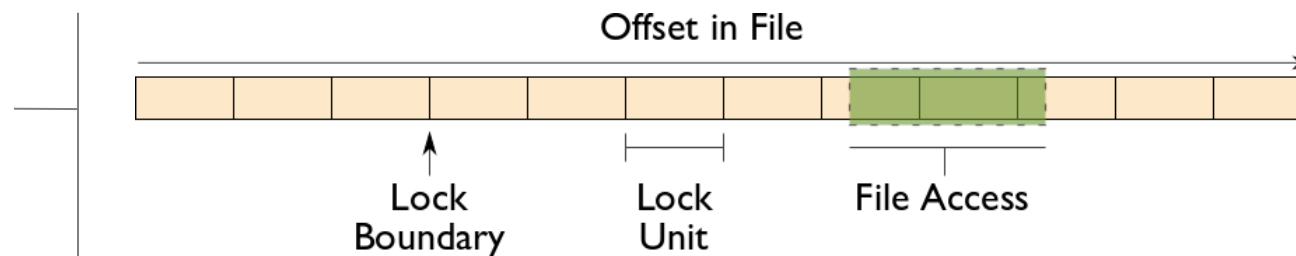 Offset in File
Lock
Boundary
Lock
Unit
File Access